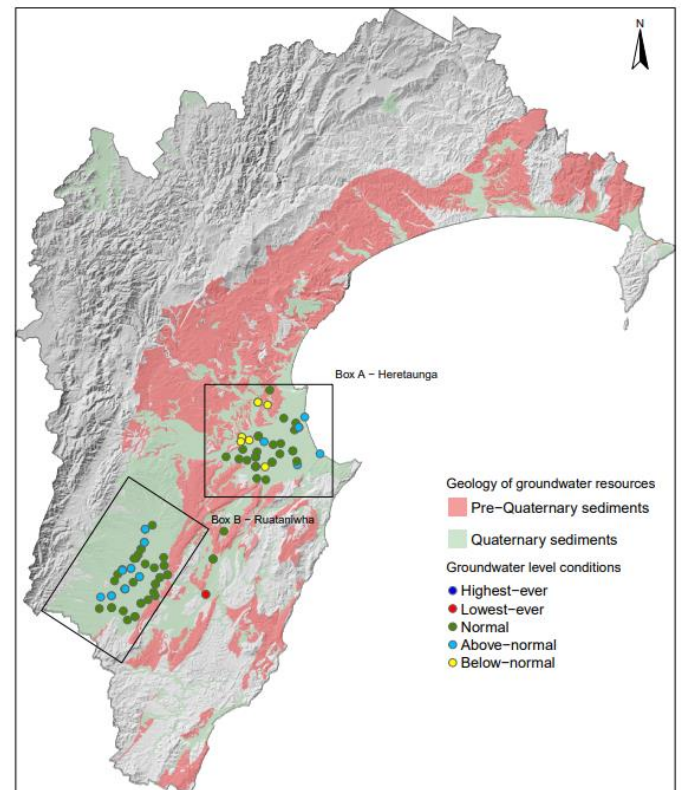 N
Box A − Heretaunga
Geology of groundwater resources
Pre−Quaternary sediments
Box B − Ruataniwha
Quaternary sediments
Groundwater level conditions
Highest−ever
Lowest−ever
Normal
Above−normal
Below−normal